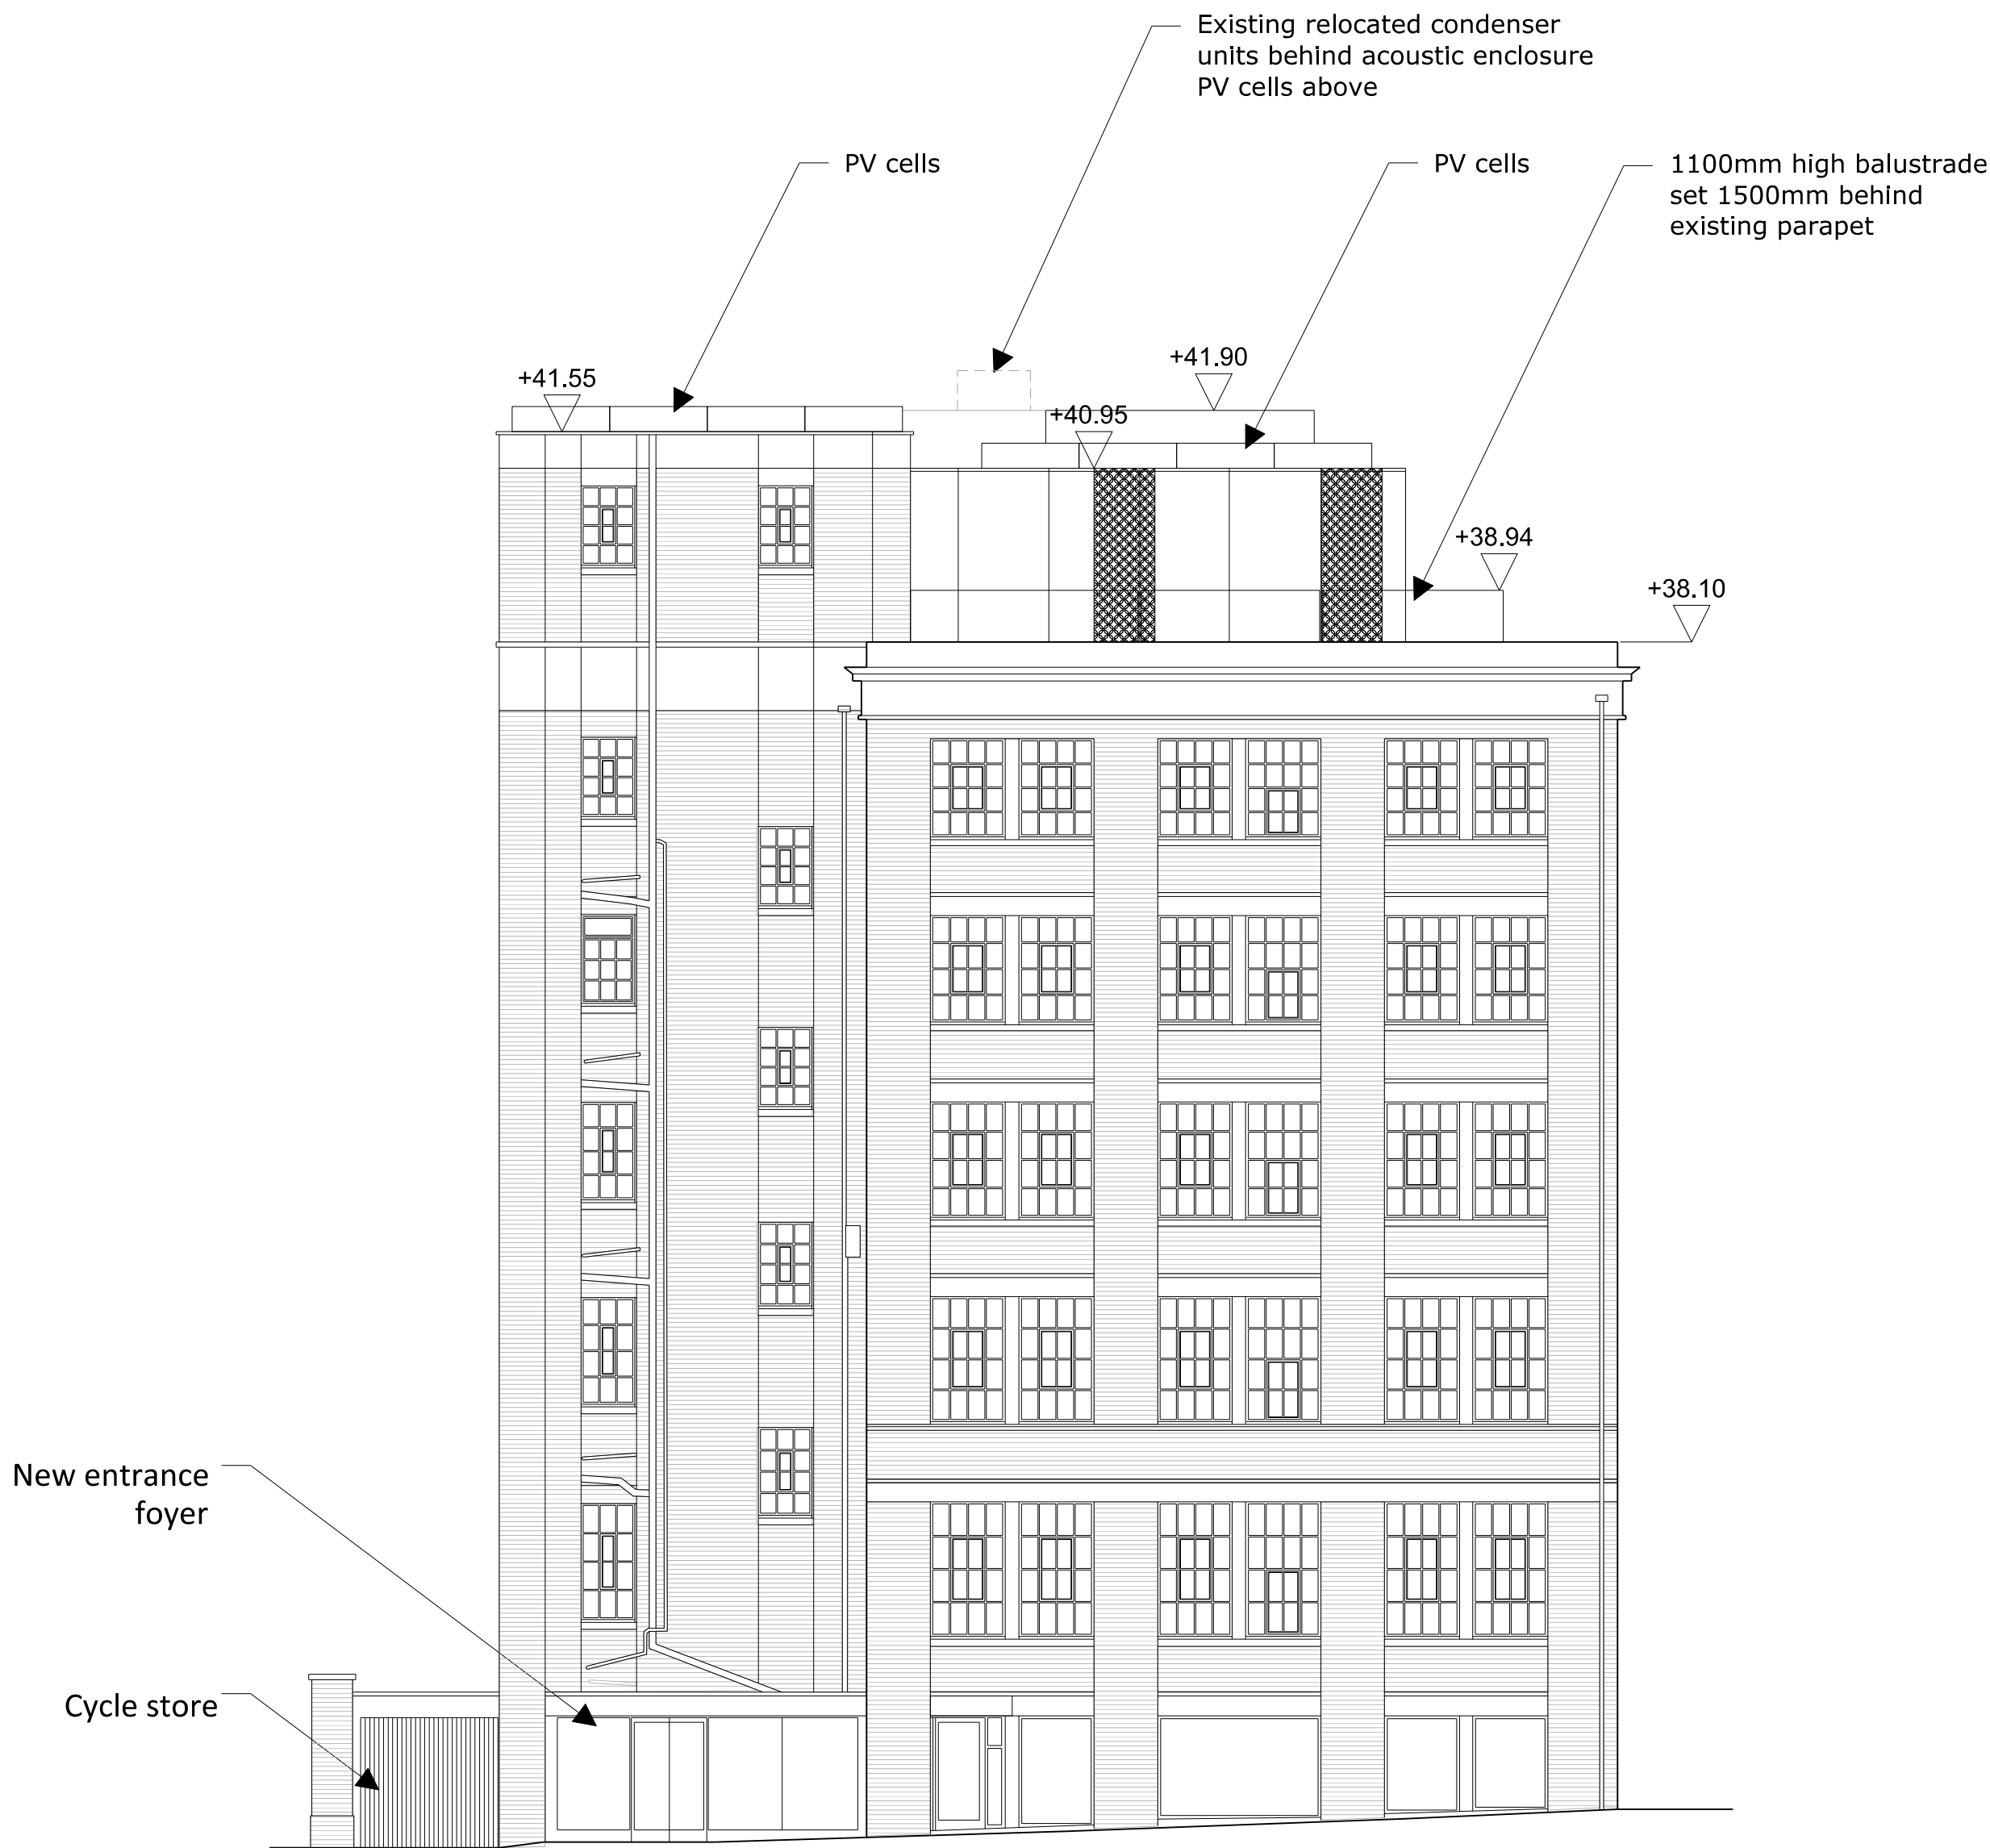 Existing relocated condenser
units behind acoustic enclosure
PV cells above
PV cells
PV cells
1100mm high balustrade
set 1500mm behind
existing parapet
+41.55
+41.90
+40.95
+38.94
+38.10
New entrance
foyer
Cycle store